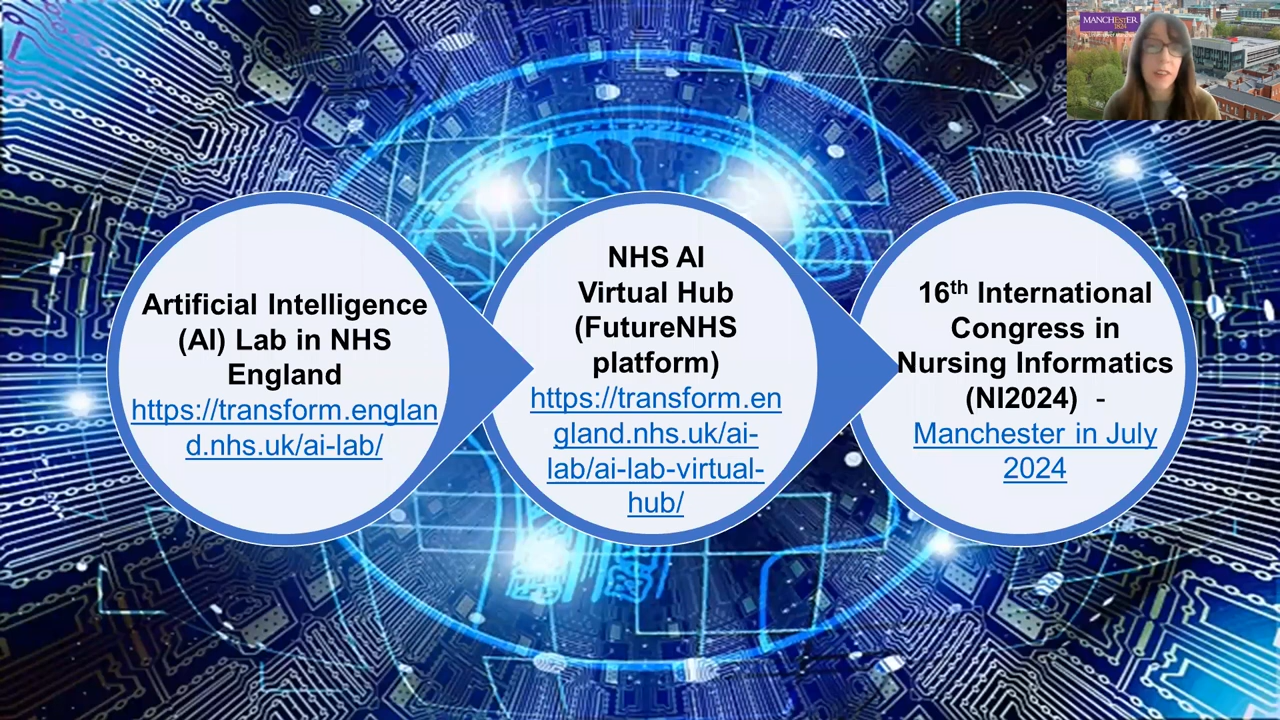 MANCHESTER
1824
Artificial Intelligence
(AI) Lab in NHS
England
https://transform.englan
d.nhs.uk/ai-lab/
NHS AI
Virtual Hub
(FutureNHS
platform)
https://transform.en
gland.nhs.uk/ai-
lab/ai-lab-virtual-
hub/
16th International
Congress in
Nursing Informatics
(NI2024) -
Manchester in July
2024